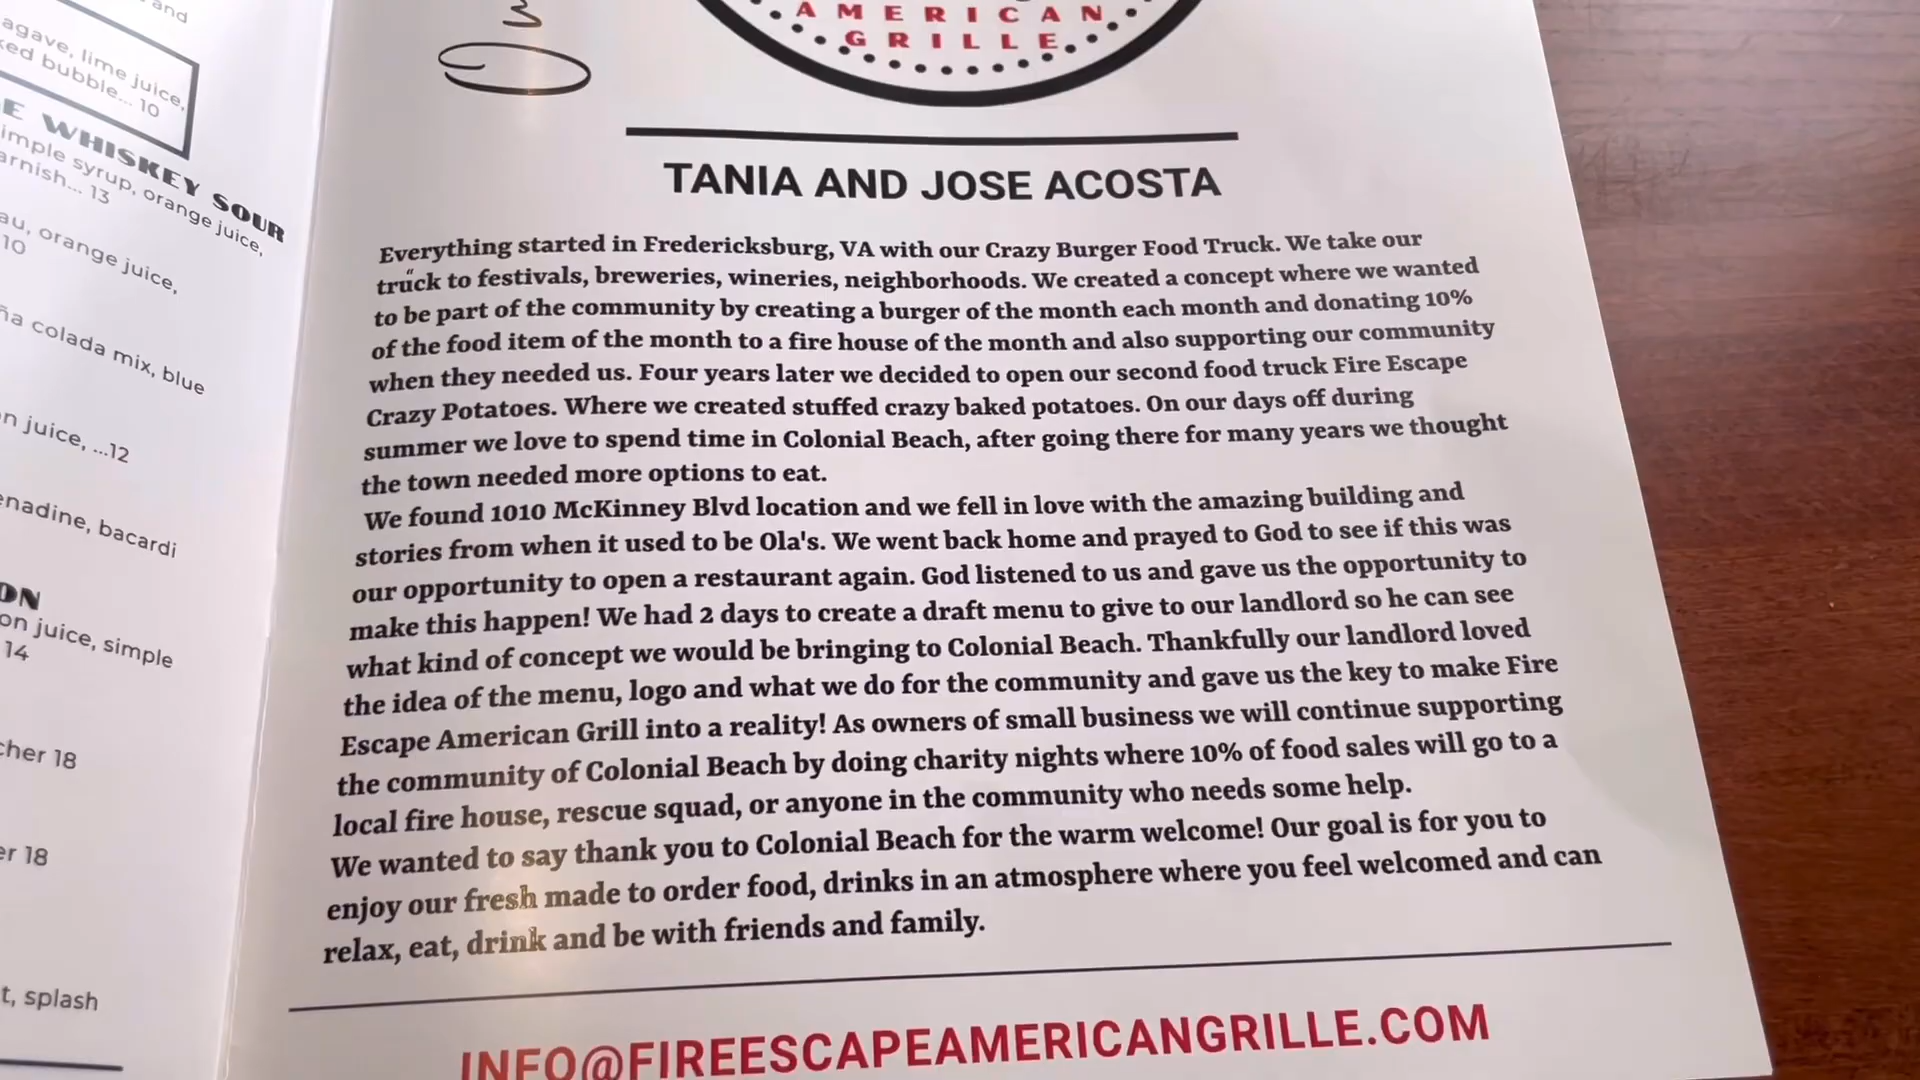 and
agave, lime juice,
ked bubble... 10
E WHISKEY SOUR
imple syrup, orange juice,
arnish... 13
au, orange juice,
10
ña colada mix, blue
n juice, ...12
enadine, bacardi
ON
on juice, simple
14
cher 18
er 18
t, splash
AMERICAN
GRILLE
TANIA AND JOSE ACOSTA
Everything started in Fredericksburg, VA with our Crazy Burger Food Truck. We take our
truck to festivals, breweries, wineries, neighborhoods. We created a concept where we wanted
to be part of the community by creating a burger of the month each month and donating 10%
of the food item of the month to a fire house of the month and also supporting our community
when they needed us. Four years later we decided to open our second food truck Fire Escape
Crazy Potatoes. Where we created stuffed crazy baked potatoes. On our days off during
summer we love to spend time in Colonial Beach, after going there for many years we thought
the town needed more options to eat.
We found 1010 McKinney Blvd location and we fell in love with the amazing building and
stories from when it used to be Ola's. We went back home and prayed to God to see if this was
our opportunity to open a restaurant again. God listened to us and gave us the opportunity to
make this happen! We had 2 days to create a draft menu to give to our landlord so he can see
what kind of concept we would be bringing to Colonial Beach. Thankfully our landlord loved
the idea of the menu, logo and what we do for the community and gave us the key to make Fire
Escape American Grill into a reality! As owners of small business we will continue supporting
the community of Colonial Beach by doing charity nights where 10% of food sales will go to a
local fire house, rescue squad, or anyone in the community who needs some help.
We wanted to say thank you to Colonial Beach for the warm welcome! Our goal is for you to
enjoy our fresh made to order food, drinks in an atmosphere where you feel welcomed and can
relax, eat, drink and be with friends and family.
INFO@FIREESCAPEAMERICANGRILLE.COM